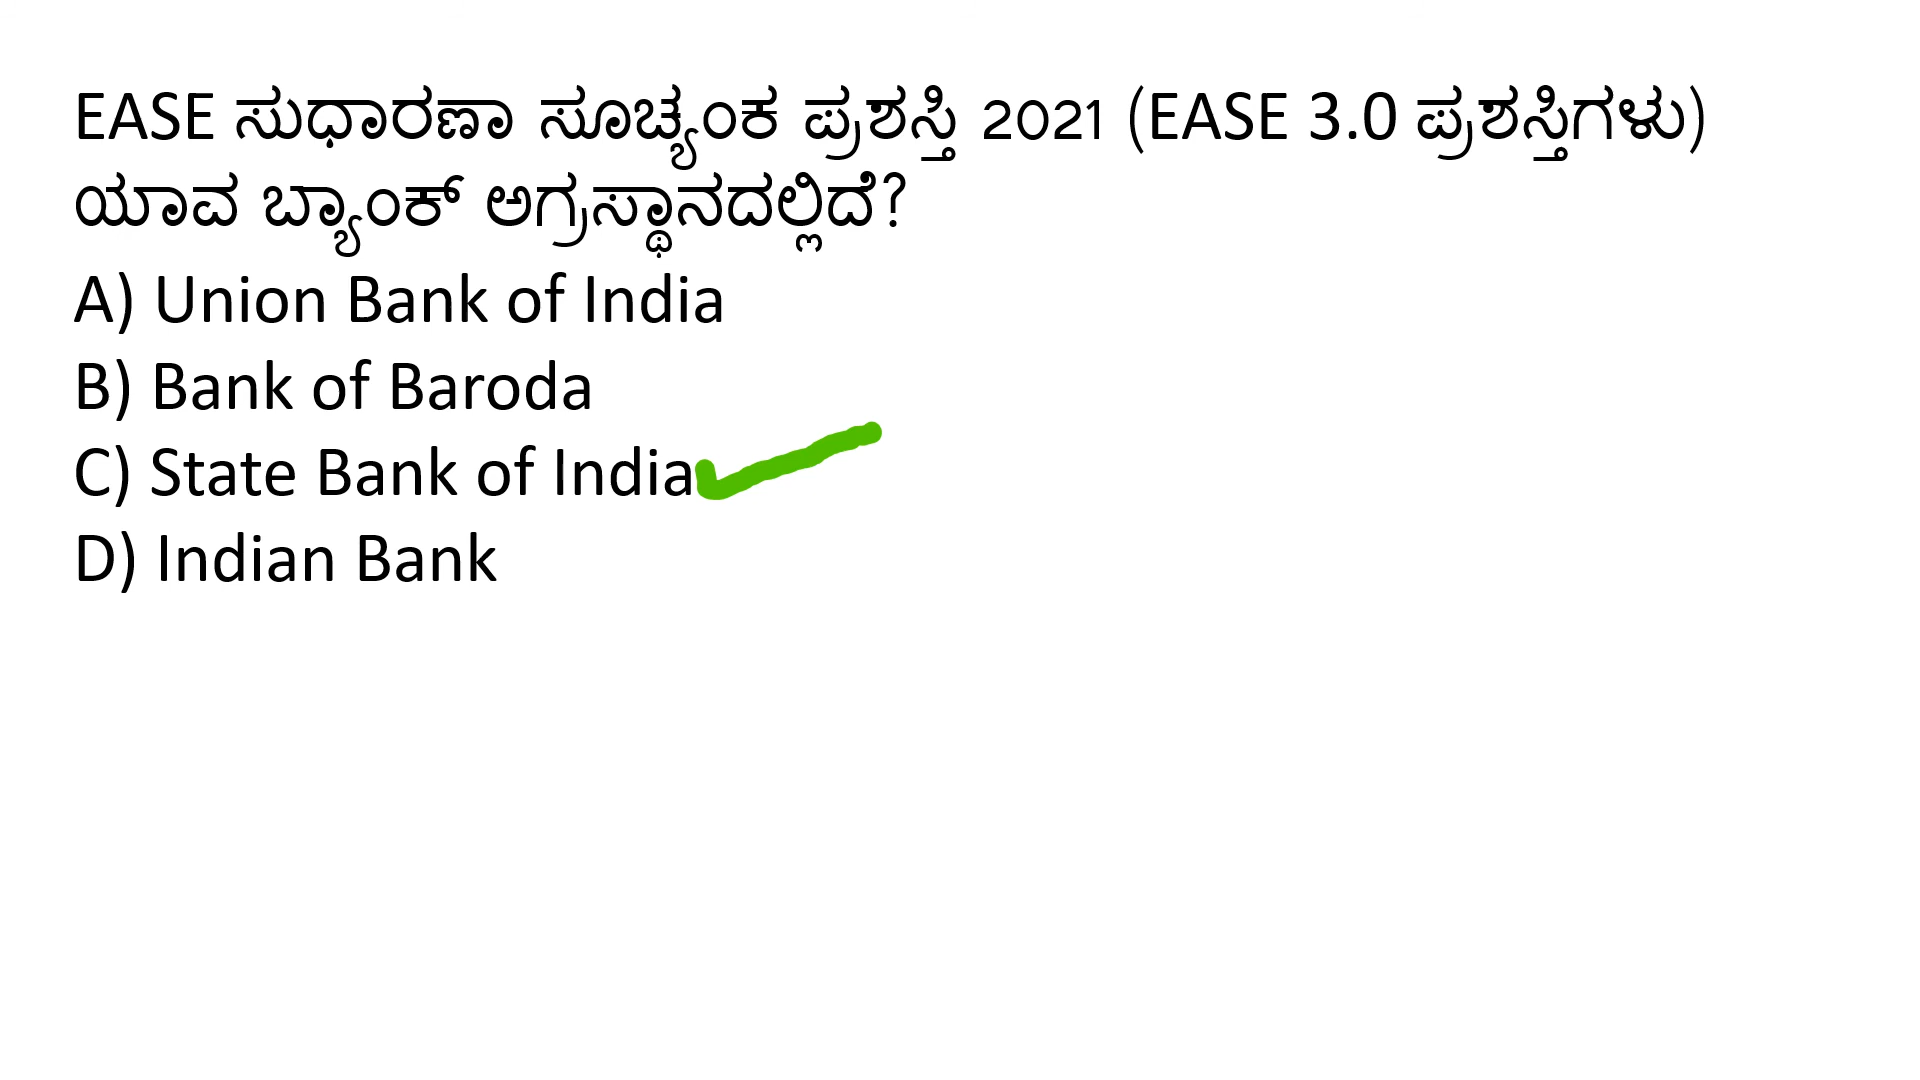 EASE ಸುಧಾರಣಾ ಸೂಚ್ಯಂಕ ಪ್ರಶಸ್ತಿ 2021 (EASE 3.0 ಪ್ರಶಸ್ತಿಗಳು)
ಯಾವ ಬ್ಯಾಂಕ್ ಅಗ್ರಸ್ಥಾನದಲ್ಲಿದೆ?
A) Union Bank of India
B) Bank of Baroda
C) State Bank of India
D) Indian Bank